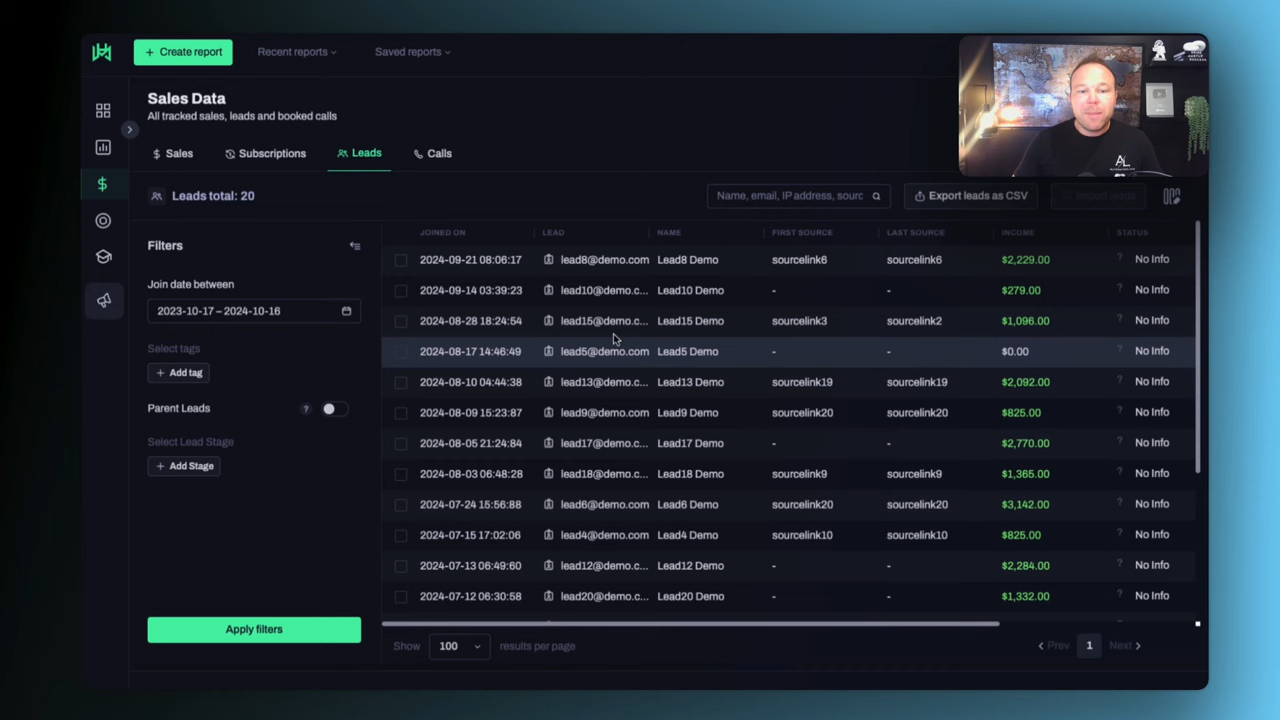 + Create report
Recent reports
Saved reports
Sales Data
All tracked sales, leads and booked calls
$ Sales
Subscriptions
Leads
Calls
Leads total: 20
Name, email, IP address, sourc
Export leads as CSV
Import leads
Filters
Join date between
2023-10-17 – 2024-10-16
Select tags
+ Add tag
Parent Leads ?
Select Lead Stage
+ Add Stage
Apply filters
JOINED ON LEAD NAME FIRST SOURCE LAST SOURCE INCOME STATUS
2024-09-21 08:06:17 lead8@demo.com Lead8 Demo sourcelink6 sourcelink6 $2,229.00 ? No Info
2024-09-14 03:39:23 lead10@demo.c... Lead10 Demo - - $279.00 ? No Info
2024-08-28 18:24:54 lead15@demo.c... Lead15 Demo sourcelink3 sourcelink2 $1,096.00 ? No Info
2024-08-17 14:46:49 lead5@demo.com Lead5 Demo - - $0.00 ? No Info
2024-08-10 04:44:38 lead13@demo.c... Lead13 Demo sourcelink19 sourcelink19 $2,092.00 ? No Info
2024-08-09 15:23:87 lead9@demo.com Lead9 Demo sourcelink20 sourcelink20 $825.00 ? No Info
2024-08-05 21:24:84 lead17@demo.c... Lead17 Demo - - $2,770.00 ? No Info
2024-08-03 06:48:28 lead18@demo.c... Lead18 Demo sourcelink9 sourcelink9 $1,365.00 ? No Info
2024-07-24 15:56:88 lead6@demo.com Lead6 Demo sourcelink20 sourcelink20 $3,142.00 ? No Info
2024-07-15 17:02:06 lead4@demo.com Lead4 Demo sourcelink10 sourcelink10 $825.00 ? No Info
2024-07-13 06:49:60 lead12@demo.c... Lead12 Demo - - $2,284.00 ? No Info
2024-07-12 06:30:58 lead20@demo.c... Lead20 Demo - - $1,332.00 ? No Info
Show 100 results per page
Prev 1 Next